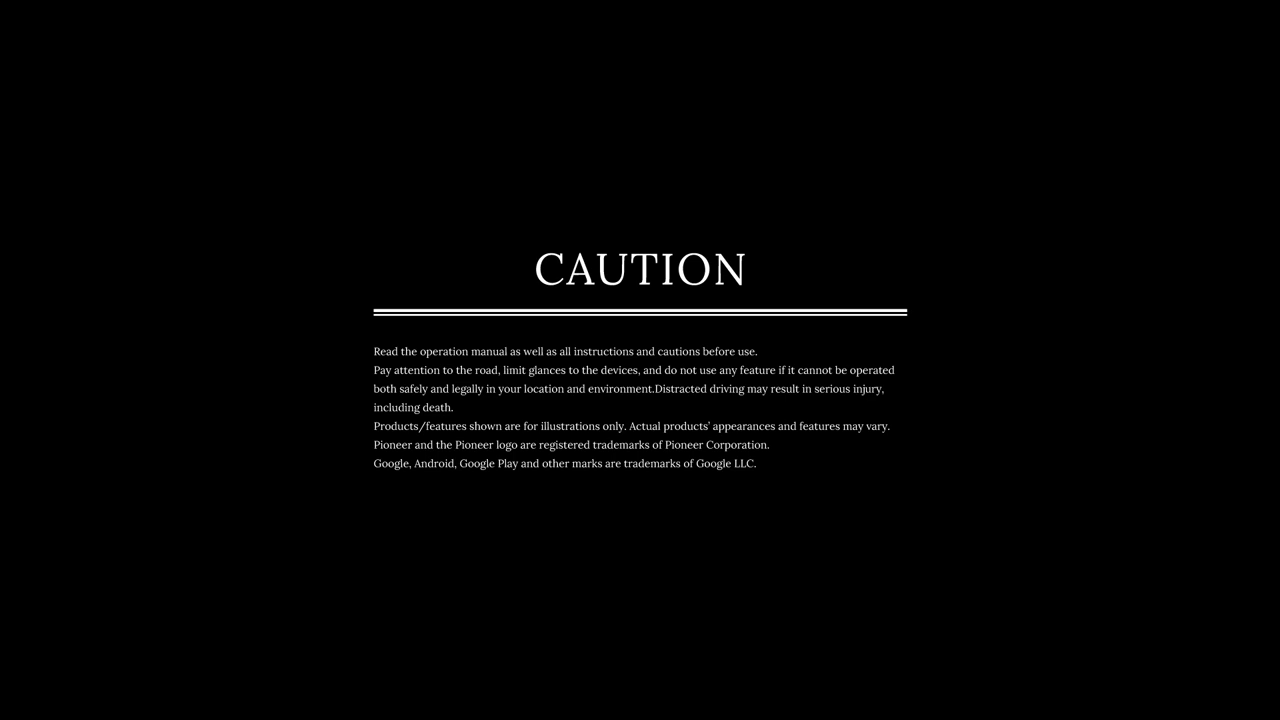 CAUTION
Read the operation manual as well as all instructions and cautions before use.
Pay attention to the road, limit glances to the devices, and do not use any feature if it cannot be operated
both safely and legally in your location and environment.Distracted driving may result in serious injury,
including death.
Products/features shown are for illustrations only. Actual products’ appearances and features may vary.
Pioneer and the Pioneer logo are registered trademarks of Pioneer Corporation.
Google, Android, Google Play and other marks are trademarks of Google LLC.